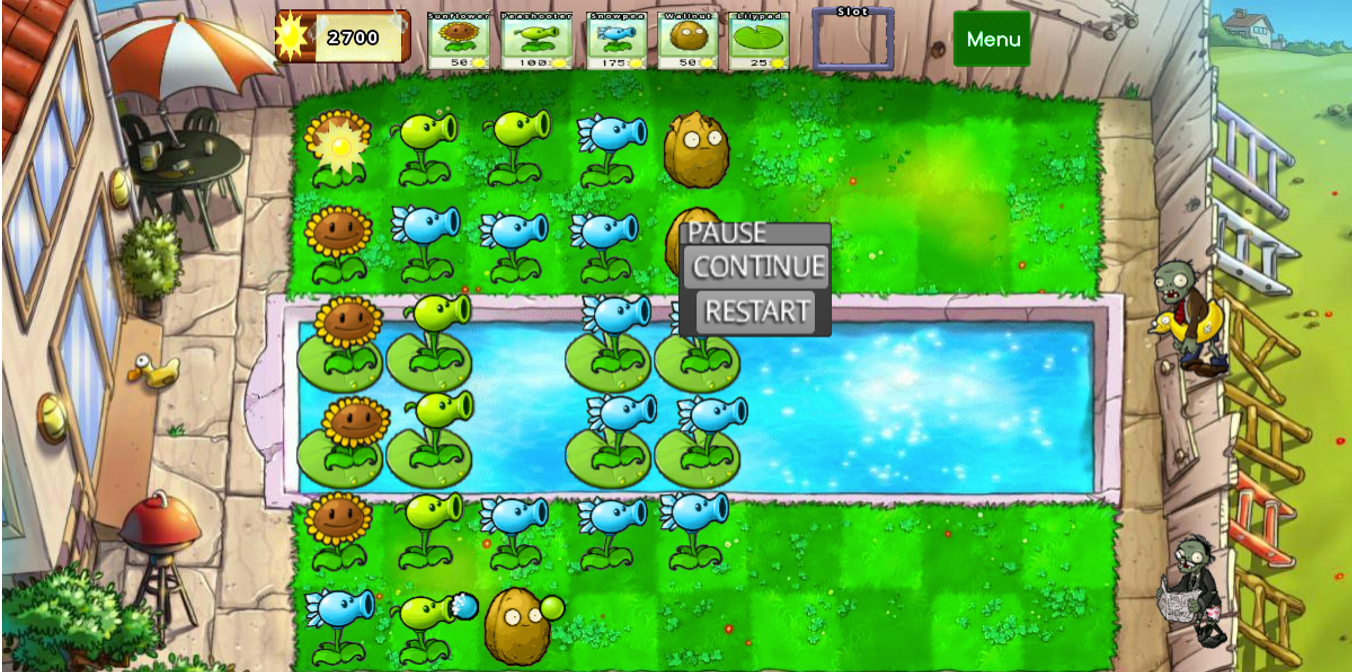 2700
Sunflower
50
Peashooter
100
Snowpea
175
Walnut
50
Lilypad
25
Slot
Menu
PAUSE
CONTINUE
RESTART